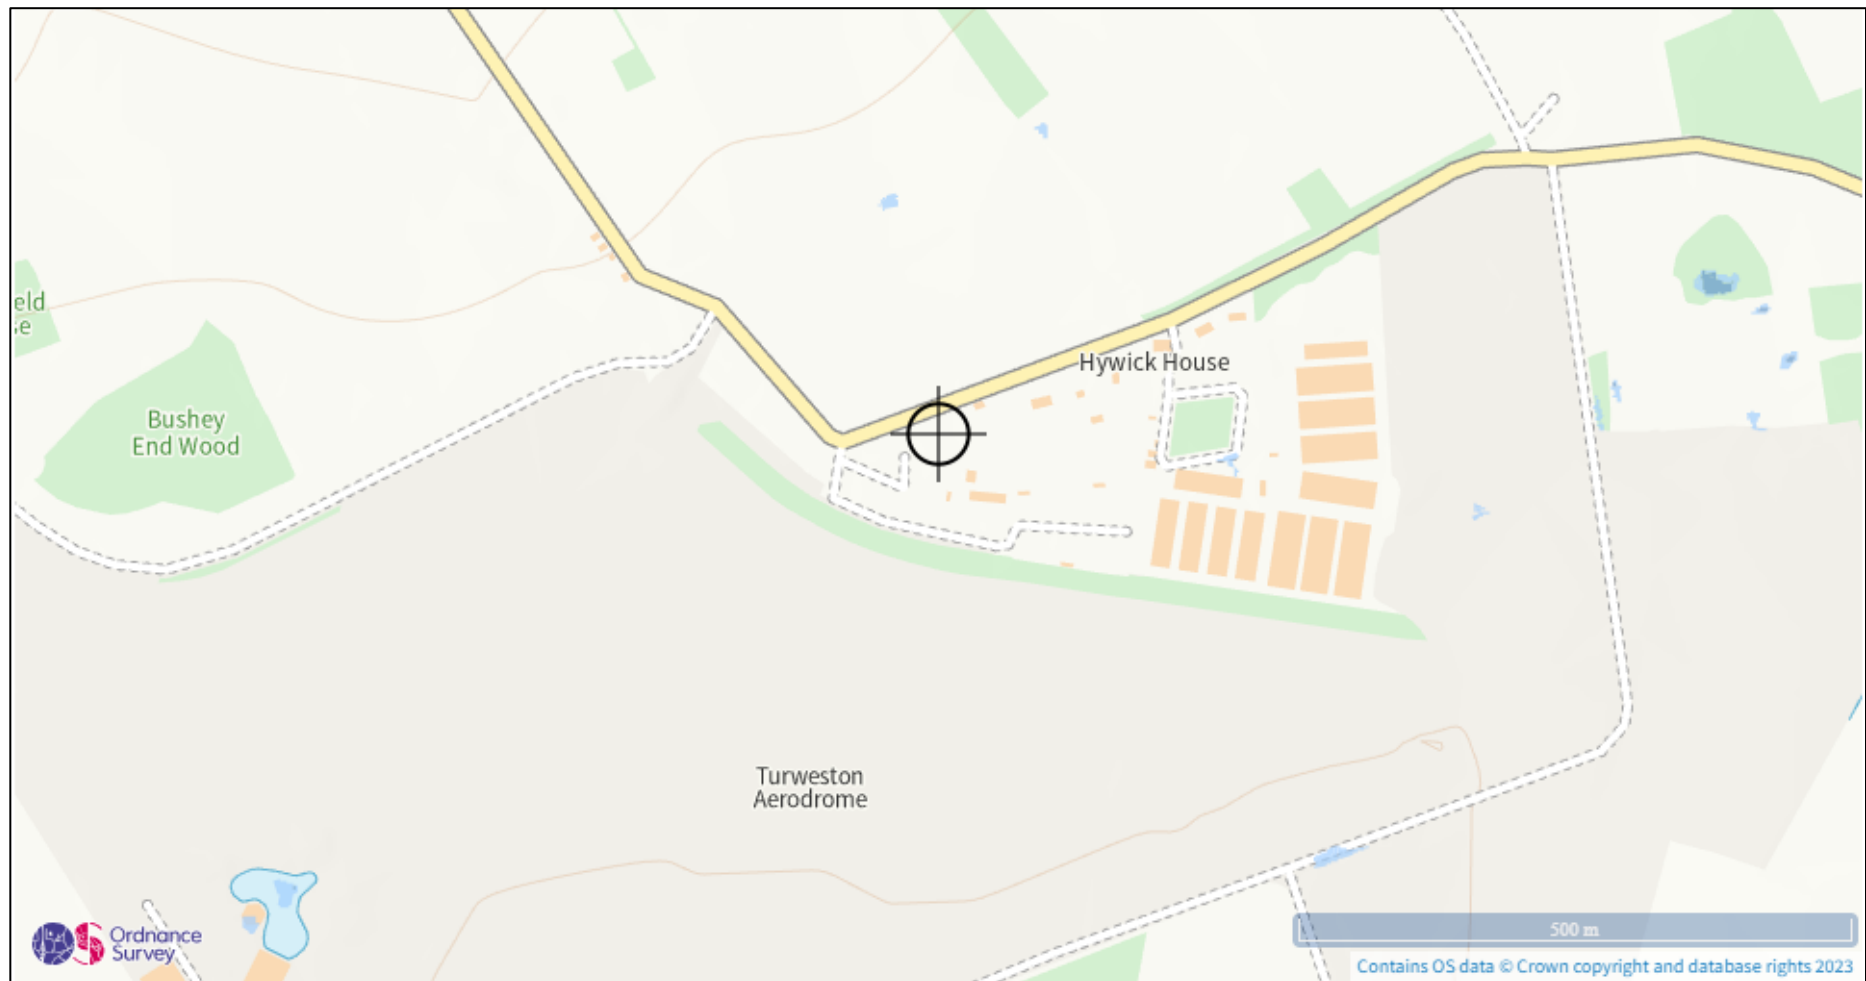 eld
se
Bushey
End Wood
Hywick House
Turweston
Aerodrome
Ordnance
Survey
500 m
Contains OS data © Crown copyright and database rights 2023